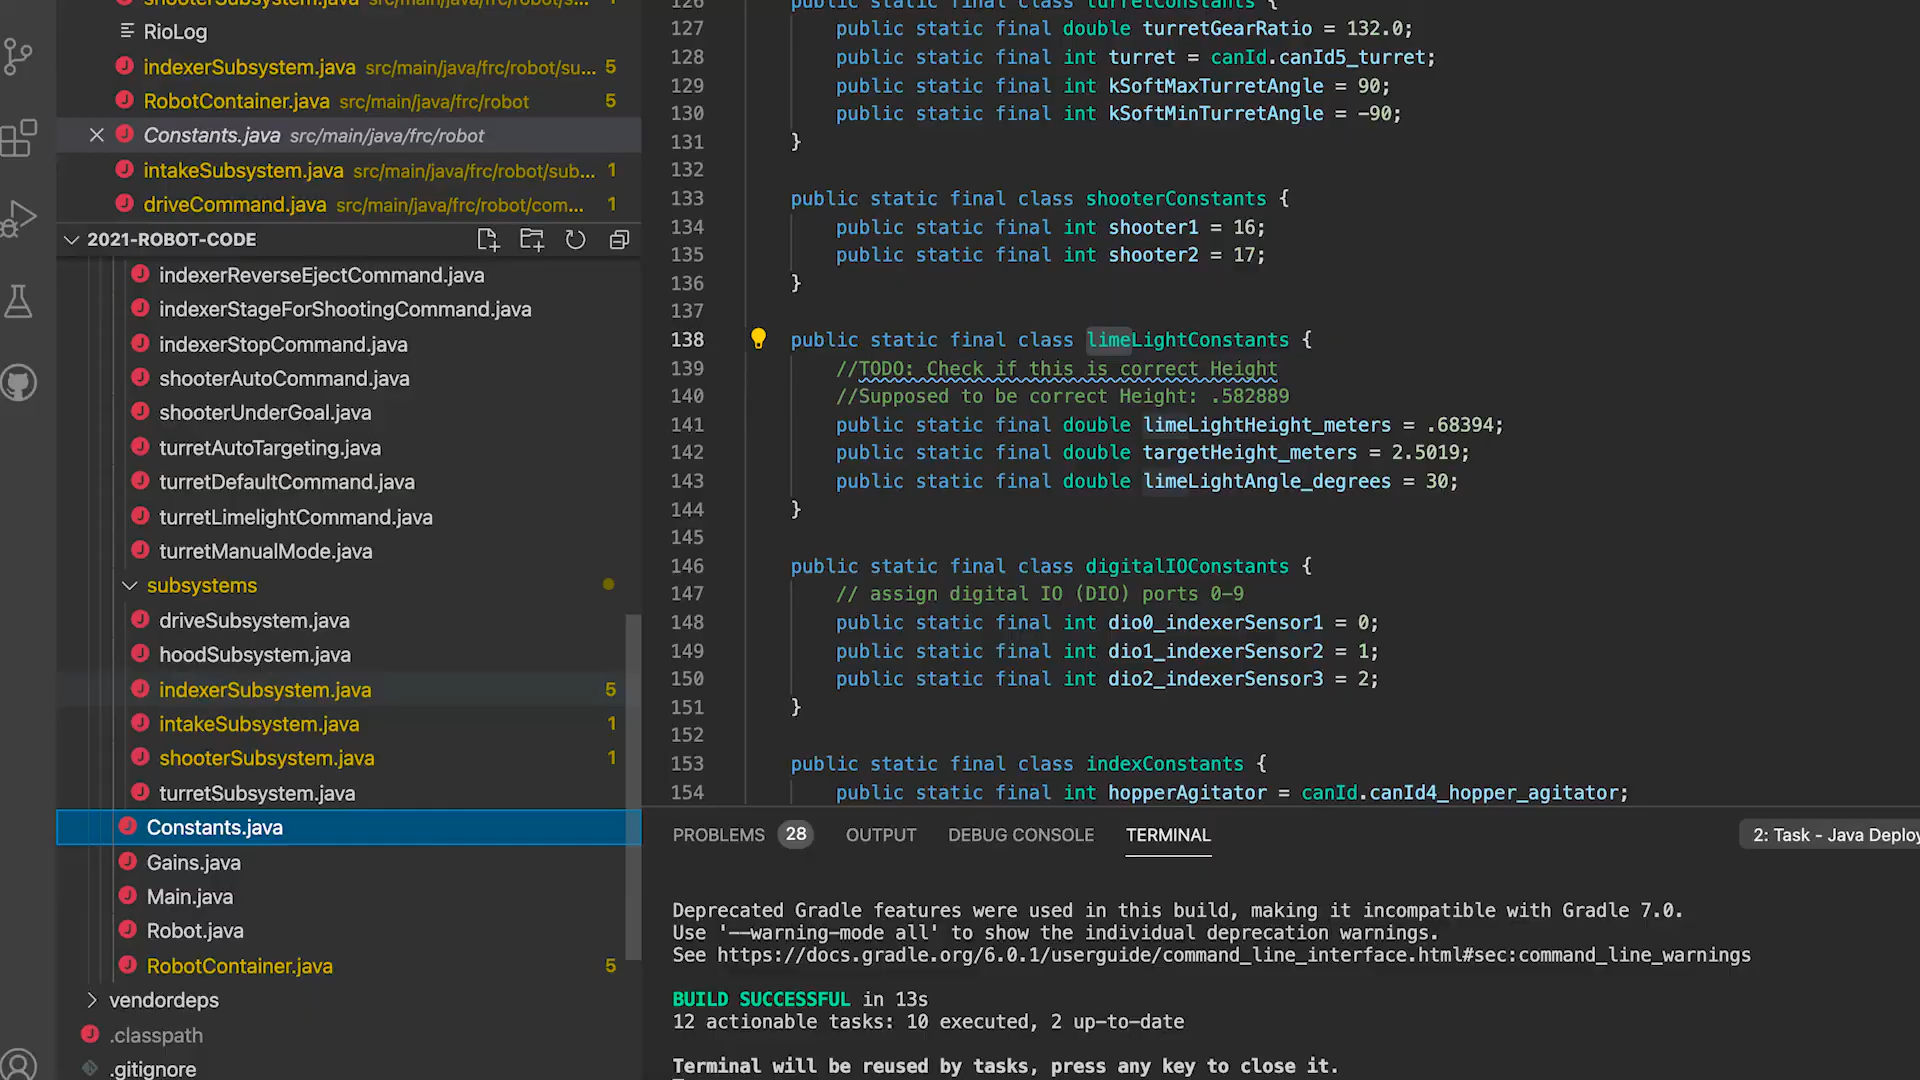 shooterSubsystem.java src/main/java/frc/robot/s... 1
RioLog
indexerSubsystem.java src/main/java/frc/robot/su... 5
RobotContainer.java src/main/java/frc/robot 5
Constants.java src/main/java/frc/robot
intakeSubsystem.java src/main/java/frc/robot/sub... 1
driveCommand.java src/main/java/frc/robot/com... 1
2021-ROBOT-CODE
indexerReverseEjectCommand.java
indexerStageForShootingCommand.java
indexerStopCommand.java
shooterAutoCommand.java
shooterUnderGoal.java
turretAutoTargeting.java
turretDefaultCommand.java
turretLimelightCommand.java
turretManualMode.java
subsystems
driveSubsystem.java
hoodSubsystem.java
indexerSubsystem.java 5
intakeSubsystem.java 1
shooterSubsystem.java 1
turretSubsystem.java
Constants.java
Gains.java
Main.java
Robot.java
RobotContainer.java 5
vendordeps
.classpath
.gitignore
126 public static final class turretConstants {
127 public static final double turretGearRatio = 132.0;
128 public static final int turret = canId.canId5_turret;
129 public static final int kSoftMaxTurretAngle = 90;
130 public static final int kSoftMinTurretAngle = -90;
131 }
132
133 public static final class shooterConstants {
134 public static final int shooter1 = 16;
135 public static final int shooter2 = 17;
136 }
137
138 public static final class limeLightConstants {
139 //TODO: Check if this is correct Height
140 //Supposed to be correct Height: .582889
141 public static final double limeLightHeight_meters = .68394;
142 public static final double targetHeight_meters = 2.5019;
143 public static final double limeLightAngle_degrees = 30;
144 }
145
146 public static final class digitalIOConstants {
147 // assign digital IO (DIO) ports 0-9
148 public static final int dio0_indexerSensor1 = 0;
149 public static final int dio1_indexerSensor2 = 1;
150 public static final int dio2_indexerSensor3 = 2;
151 }
152
153 public static final class indexConstants {
154 public static final int hopperAgitator = canId.canId4_hopper_agitator;
PROBLEMS 28 OUTPUT DEBUG CONSOLE TERMINAL 2: Task - Java Deploy
Deprecated Gradle features were used in this build, making it incompatible with Gradle 7.0.
Use '--warning-mode all' to show the individual deprecation warnings.
See https://docs.gradle.org/6.0.1/userguide/command_line_interface.html#sec:command_line_warnings
BUILD SUCCESSFUL in 13s
12 actionable tasks: 10 executed, 2 up-to-date
Terminal will be reused by tasks, press any key to close it.